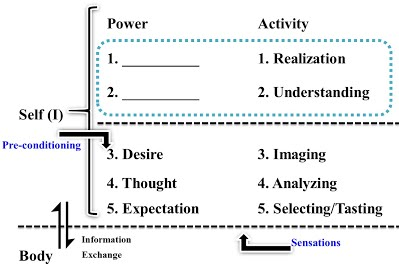 Power Activity
1. ___________ 1. Realization
2. ___________ 2. Understanding
Self (I)
Pre-conditioning
3. Desire 3. Imaging
4. Thought 4. Analyzing
5. Expectation 5. Selecting/Tasting
Information
Exchange
Sensations
Body